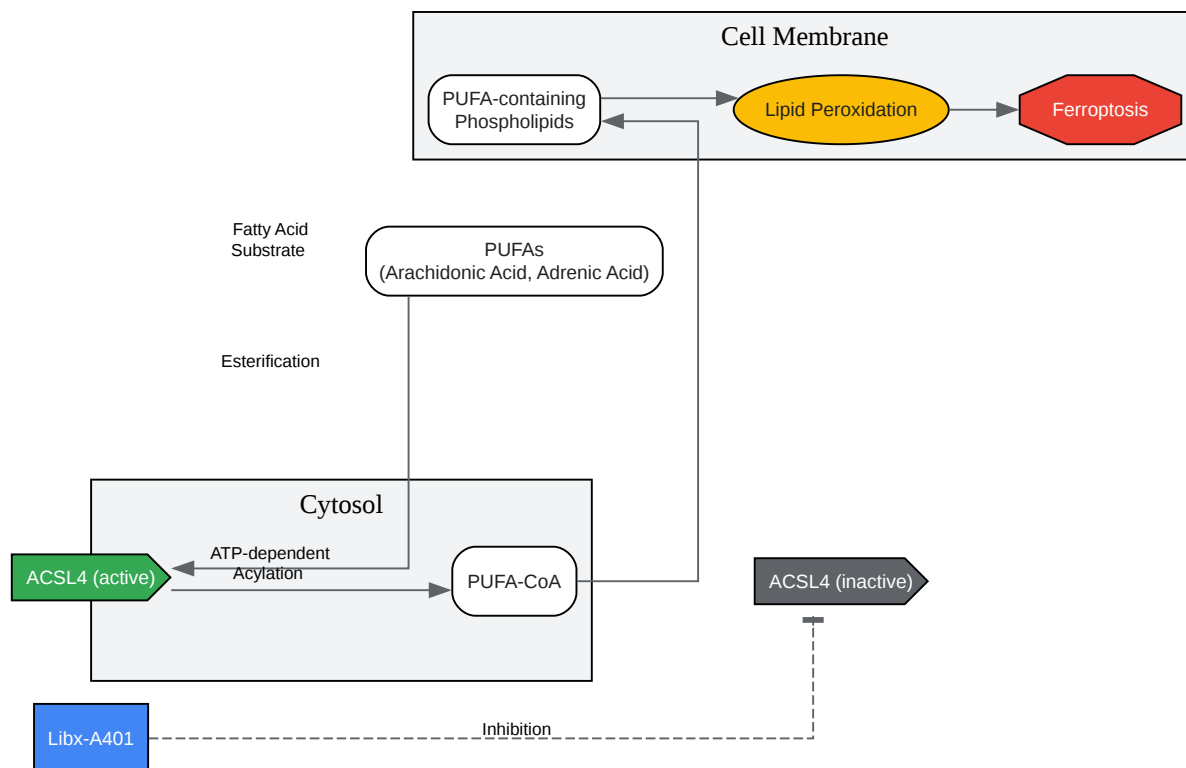 Cell Membrane
PUFA-containing
Phospholipids
Lipid Peroxidation
Ferroptosis
Fatty Acid
Substrate
PUFAs
(Arachidonic Acid, Adrenic Acid)
Esterification
Cytosol
ACSL4 (active)
ATP-dependent
Acylation
PUFA-CoA
ACSL4 (inactive)
Libx-A401
Inhibition